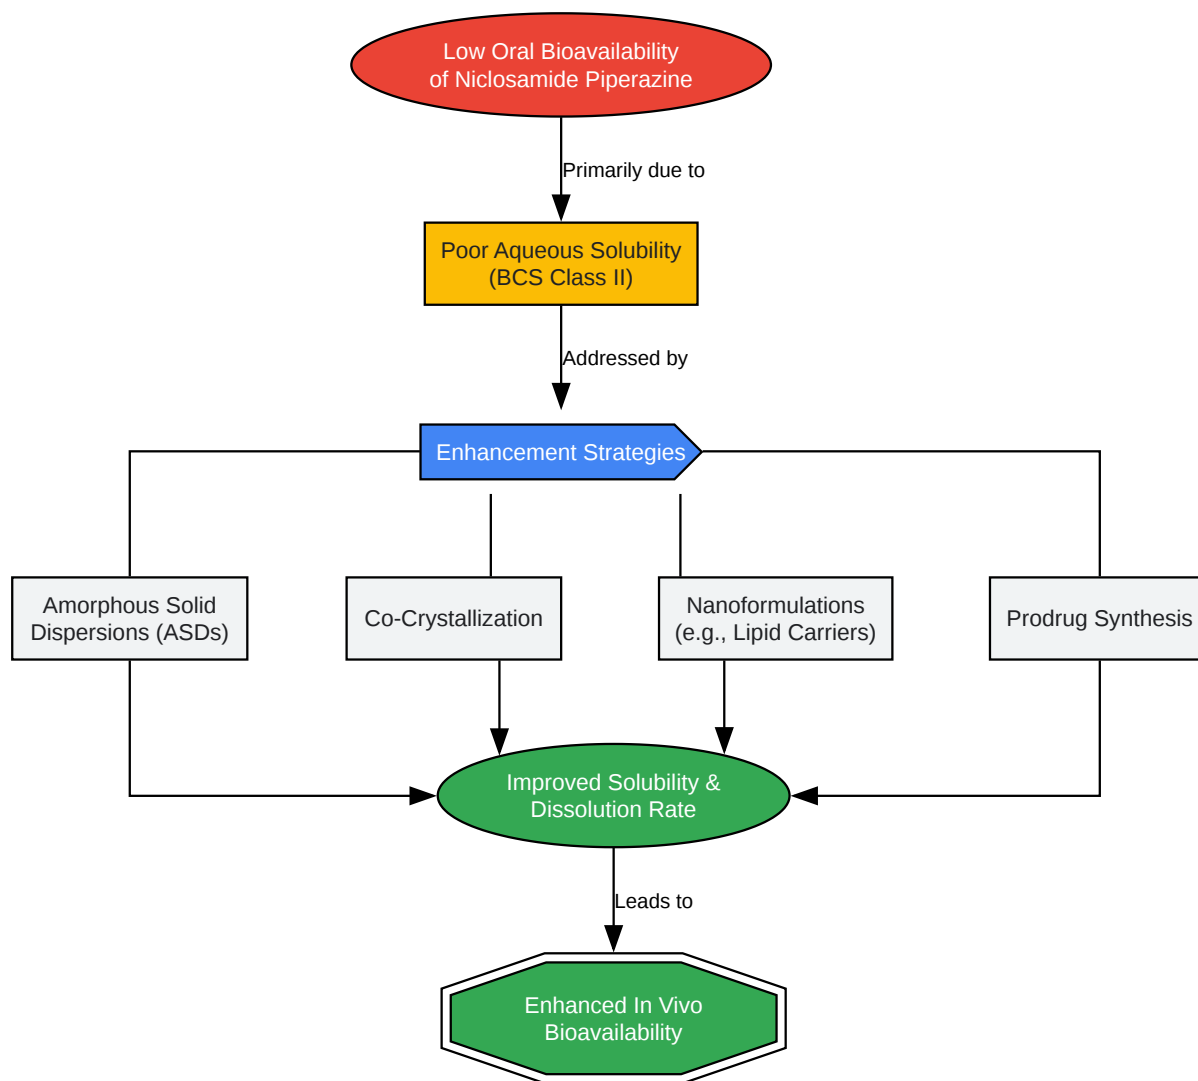 Low Oral Bioavailability
of Niclosamide Piperazine
Primarily due to
Poor Aqueous Solubility
(BCS Class II)
Addressed by
Enhancement Strategies
Amorphous Solid
Dispersions (ASDs)
Co-Crystallization
Nanoformulations
(e.g., Lipid Carriers)
Prodrug Synthesis
Improved Solubility &
Dissolution Rate
Leads to
Enhanced In Vivo
Bioavailability